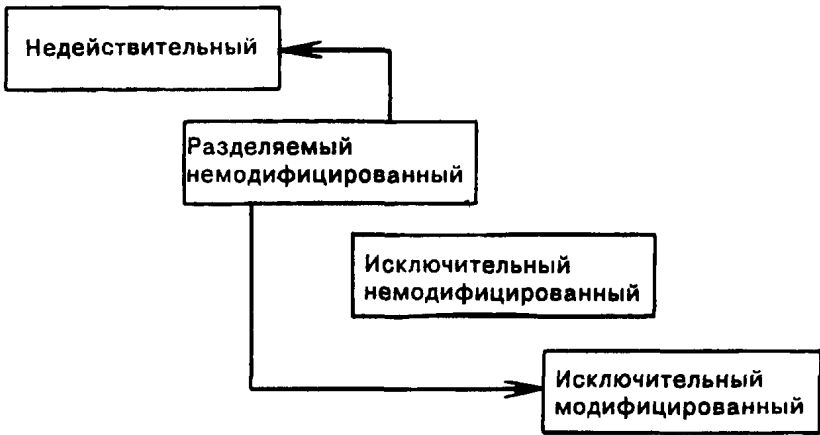 Недействительный
Разделяемый
немодифицированный
Исключительный
немодифицированный
Исключительный
модифицированный